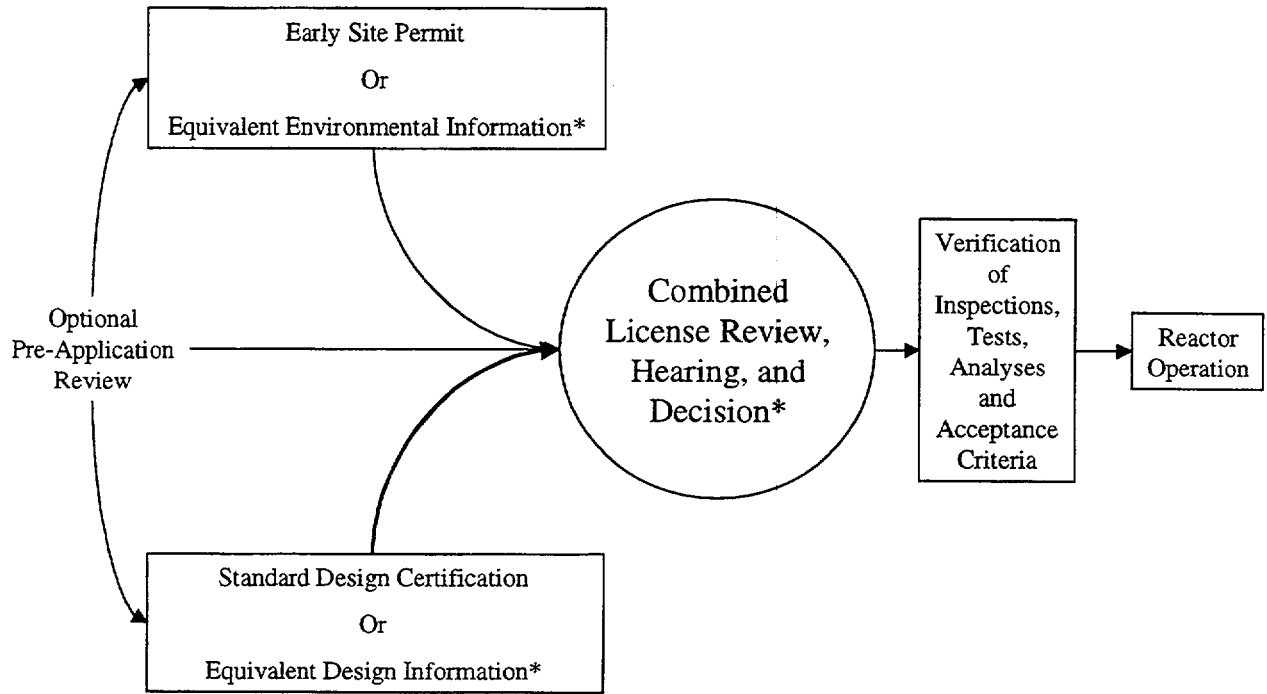 Early Site Permit
Or
Equivalent Environmental Information*
Optional
Pre-Application
Review
Combined
License Review,
Hearing, and
Decision*
Verification
of
Inspections,
Tests,
Analyses
and
Acceptance
Criteria
Reactor
Operation
Standard Design Certification
Or
Equivalent Design Information*